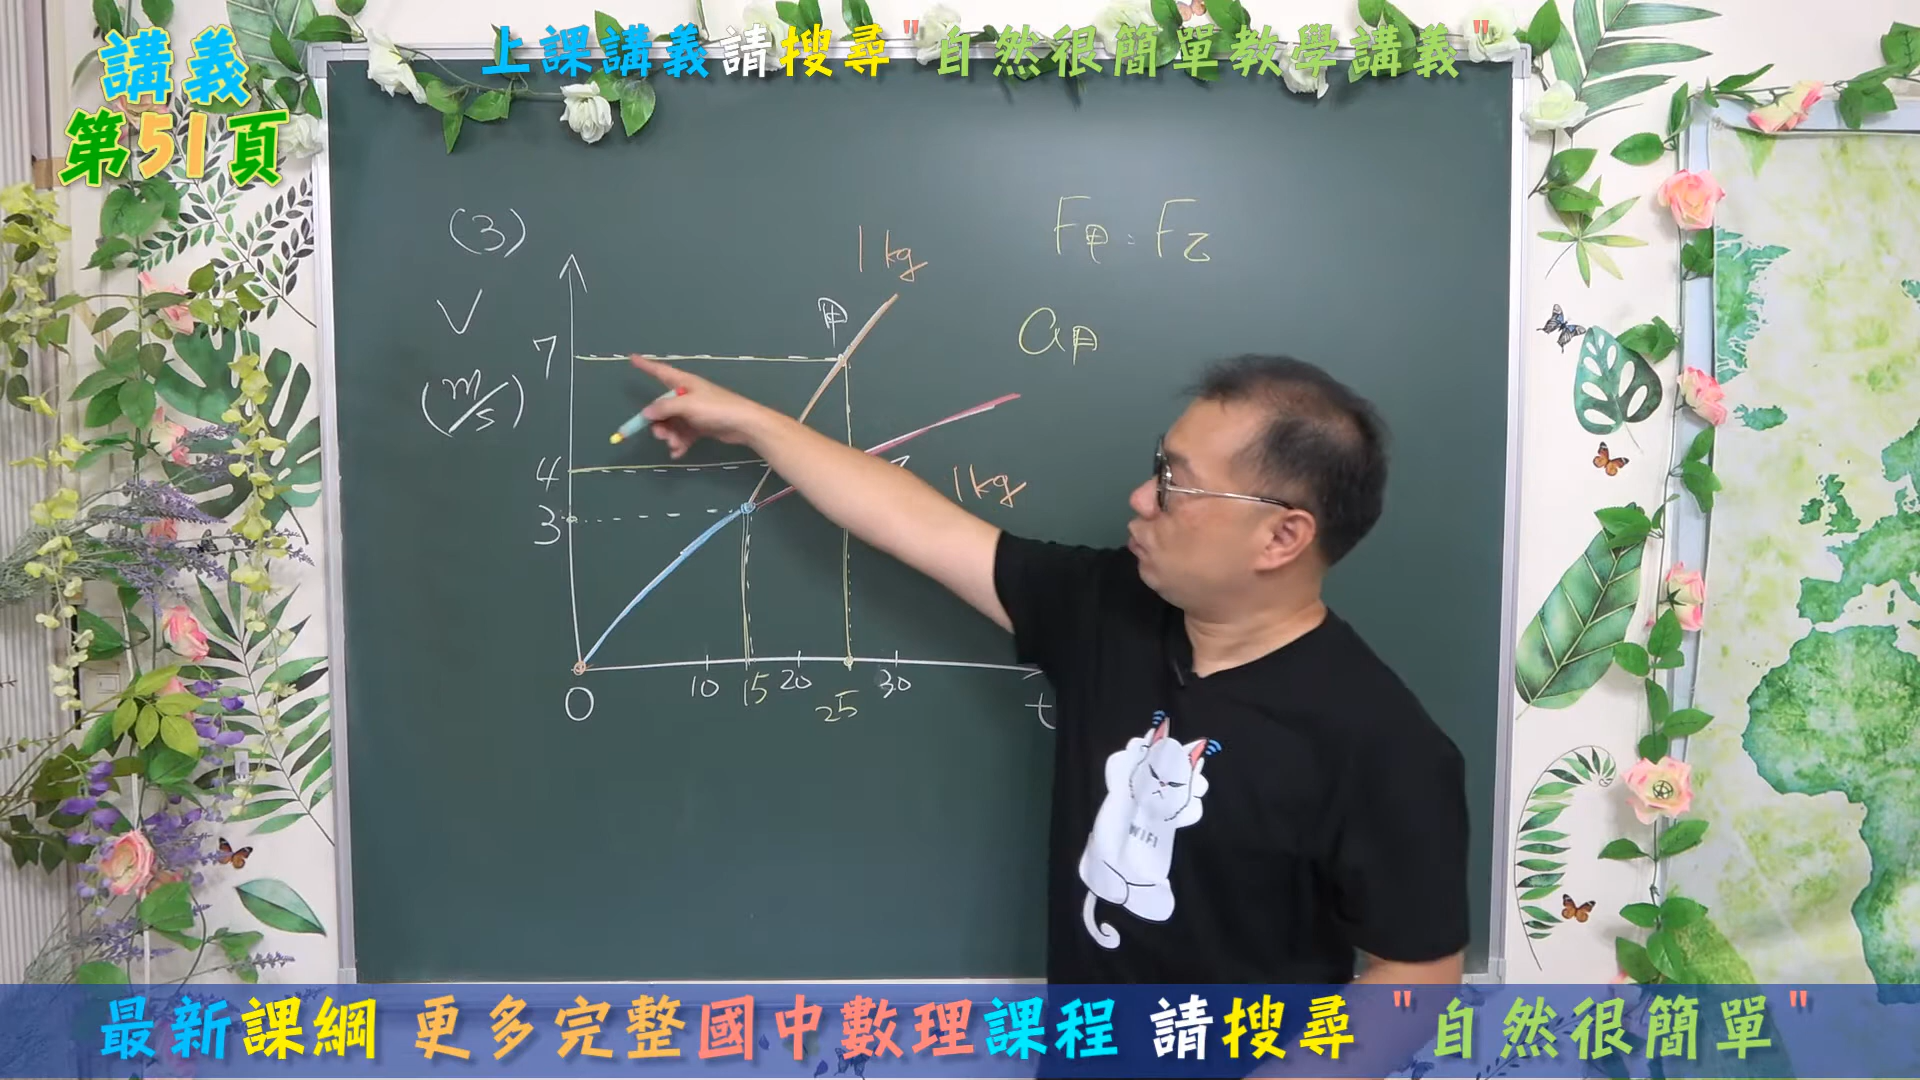 上課講義請搜尋"自然很簡單教學講義"
講義
第51頁
(3)
V
(m/s)
7
4
3
0
10
15
20
25
30
t
甲
1kg
1kg
F甲:F乙
a甲
WIFI
最新課綱 更多完整國中數理課程 請搜尋 "自然很簡單"